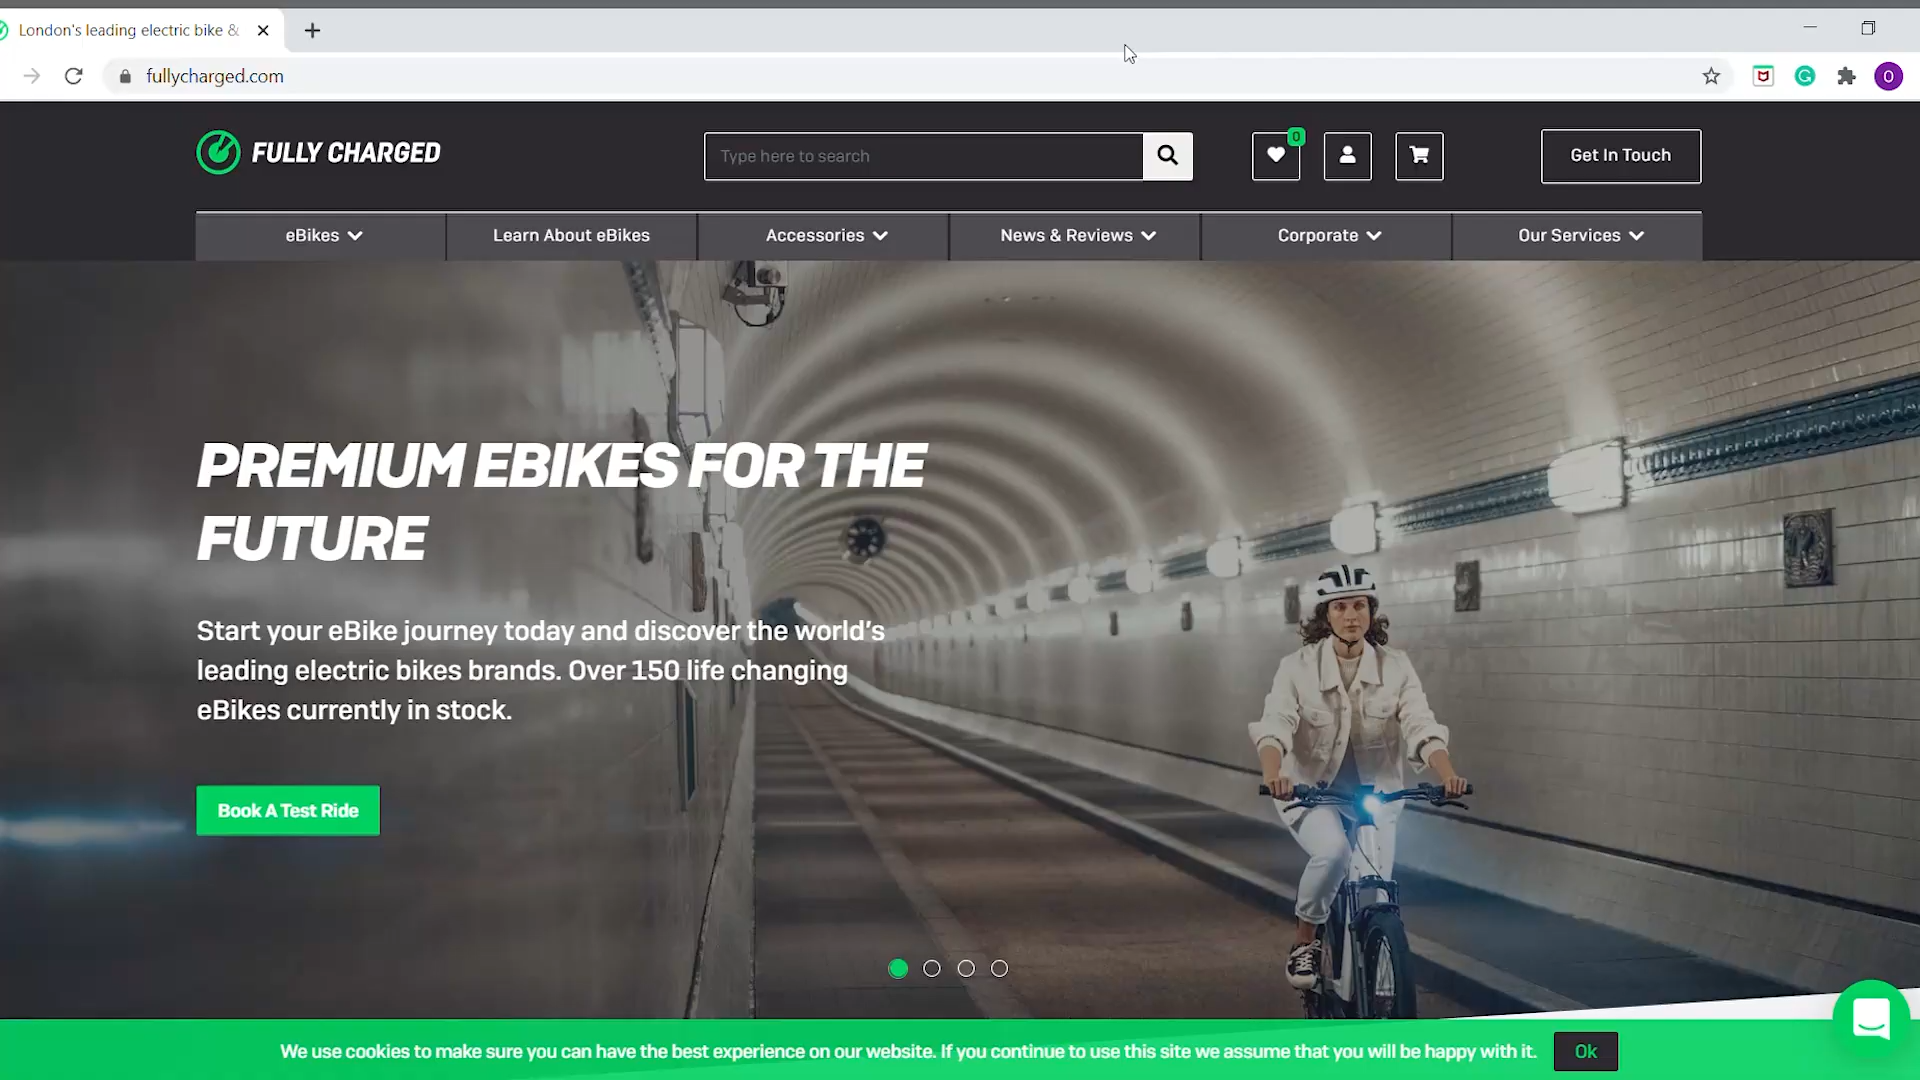 London's leading electric bike &
fullycharged.com
O
FULLY CHARGED
Type here to search
0
Get In Touch
eBikes
Learn About eBikes
Accessories
News & Reviews
Corporate
Our Services
PREMIUM EBIKES FOR THE
FUTURE
Start your eBike journey today and discover the world's
leading electric bikes brands. Over 150 life changing
eBikes currently in stock.
Book A Test Ride
We use cookies to make sure you can have the best experience on our website. If you continue to use this site we assume that you will be happy with it.
Ok